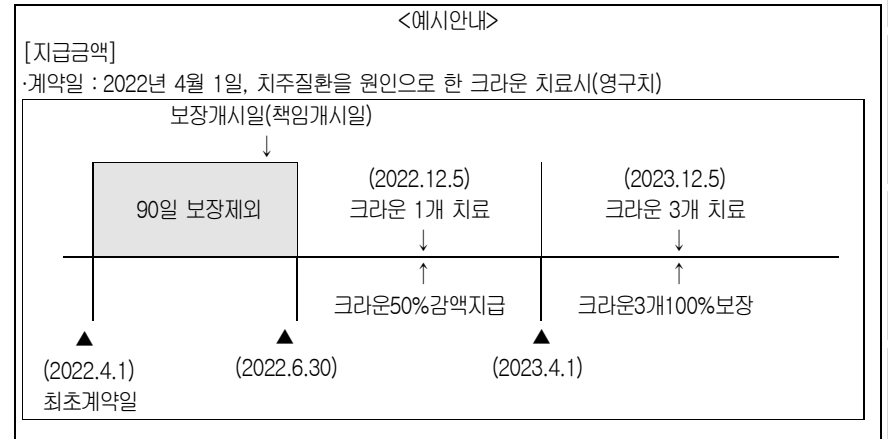 <예시안내>
[지급금액]
·계약일 : 2022년 4월 1일, 치주질환을 원인으로 한 크라운 치료시(영구치)
보장개시일(책임개시일)
↓
(2022.12.5) (2023.12.5)
90일 보장제외 크라운 1개 치료 크라운 3개 치료
↓ ↓
↑ ↑
크라운50%감액지급 크라운3개100%보장
▲ ▲ ▲
(2022.4.1) (2022.6.30) (2023.4.1)
최초계약일